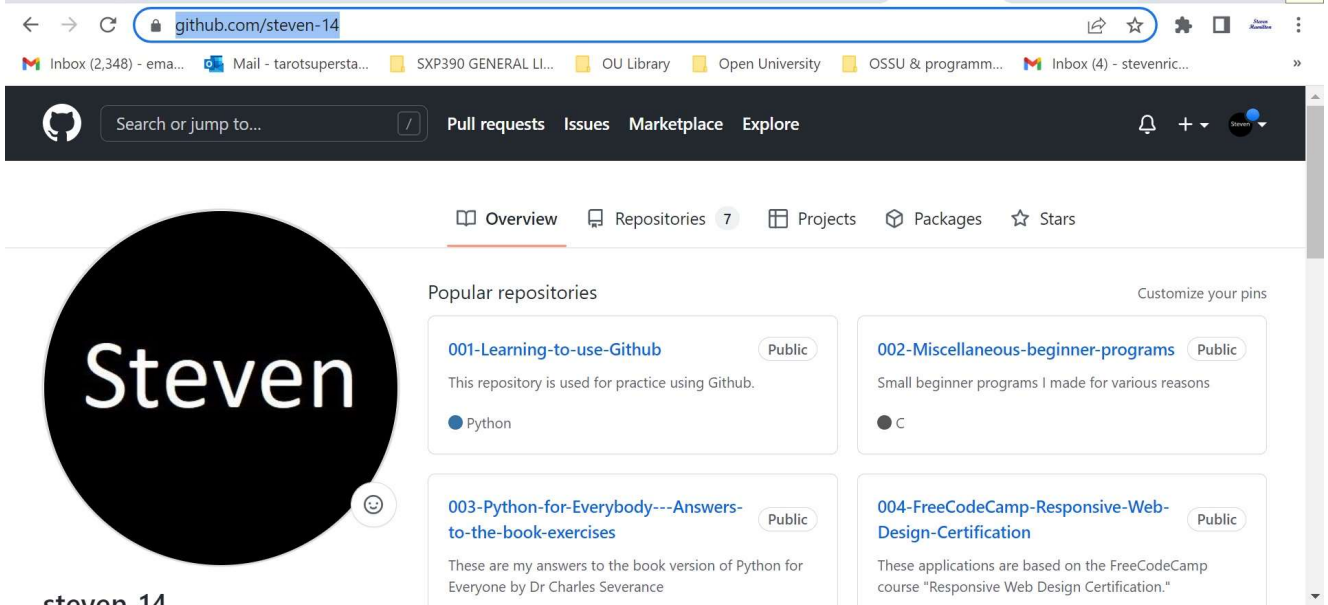 github.com/steven-14
Inbox (2,348) - ema... Mail - tarotsupersta... SXP390 GENERAL LI... OU Library Open University OSSU & programm... Inbox (4) - stevenric... »
Search or jump to... / Pull requests Issues Marketplace Explore
Steven
Overview Repositories 7 Projects Packages Stars
Popular repositories Customize your pins
001-Learning-to-use-Github Public
This repository is used for practice using Github.
Python
002-Miscellaneous-beginner-programs Public
Small beginner programs I made for various reasons
C
Steven
003-Python-for-Everybody---Answers-
to-the-book-exercises Public
These are my answers to the book version of Python for
Everyone by Dr Charles Severance
004-FreeCodeCamp-Responsive-Web-
Design-Certification Public
These applications are based on the FreeCodeCamp
course "Responsive Web Design Certification."
steven-14